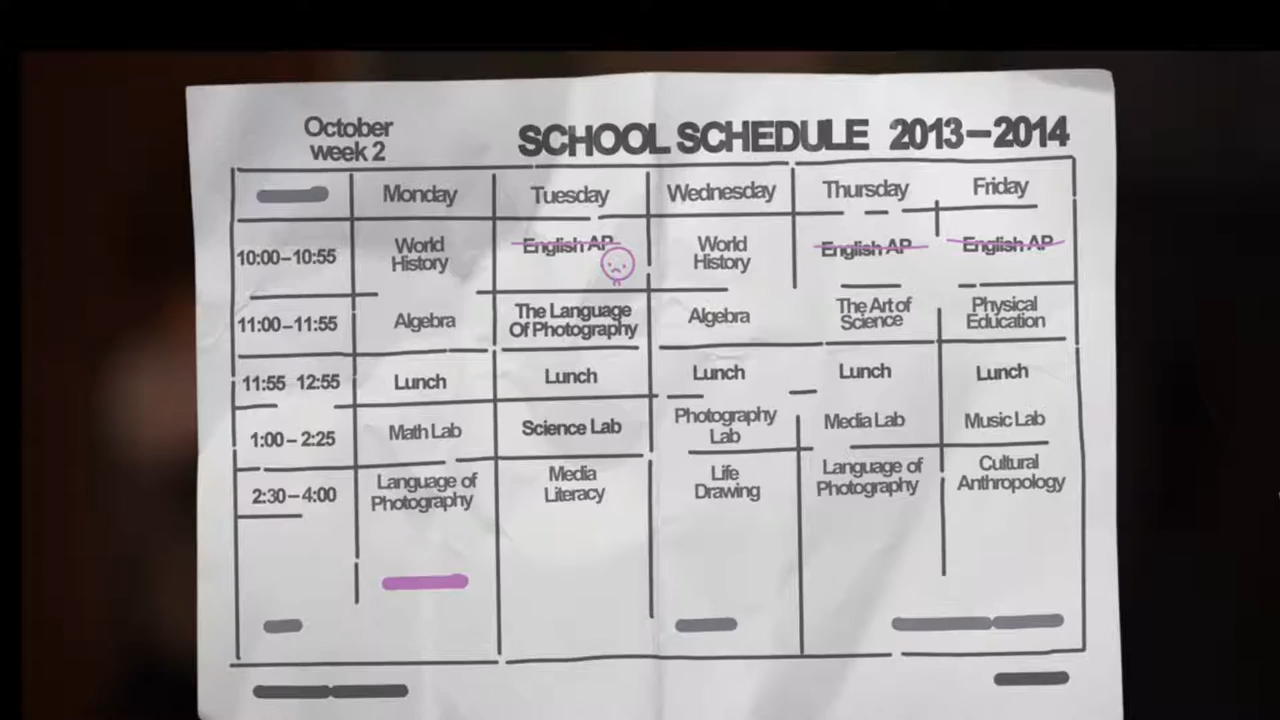 October
week 2
SCHOOL SCHEDULE 2013–2014
Monday Tuesday Wednesday Thursday Friday
10:00–10:55 World History English AP World History English AP English AP
11:00–11:55 Algebra The Language Of Photography Algebra The Art of Science Physical Education
11:55 12:55 Lunch Lunch Lunch Lunch Lunch
1:00–2:25 Math Lab Science Lab Photography Lab Media Lab Music Lab
2:30–4:00 Language of Photography Media Literacy Life Drawing Language of Photography Cultural Anthropology